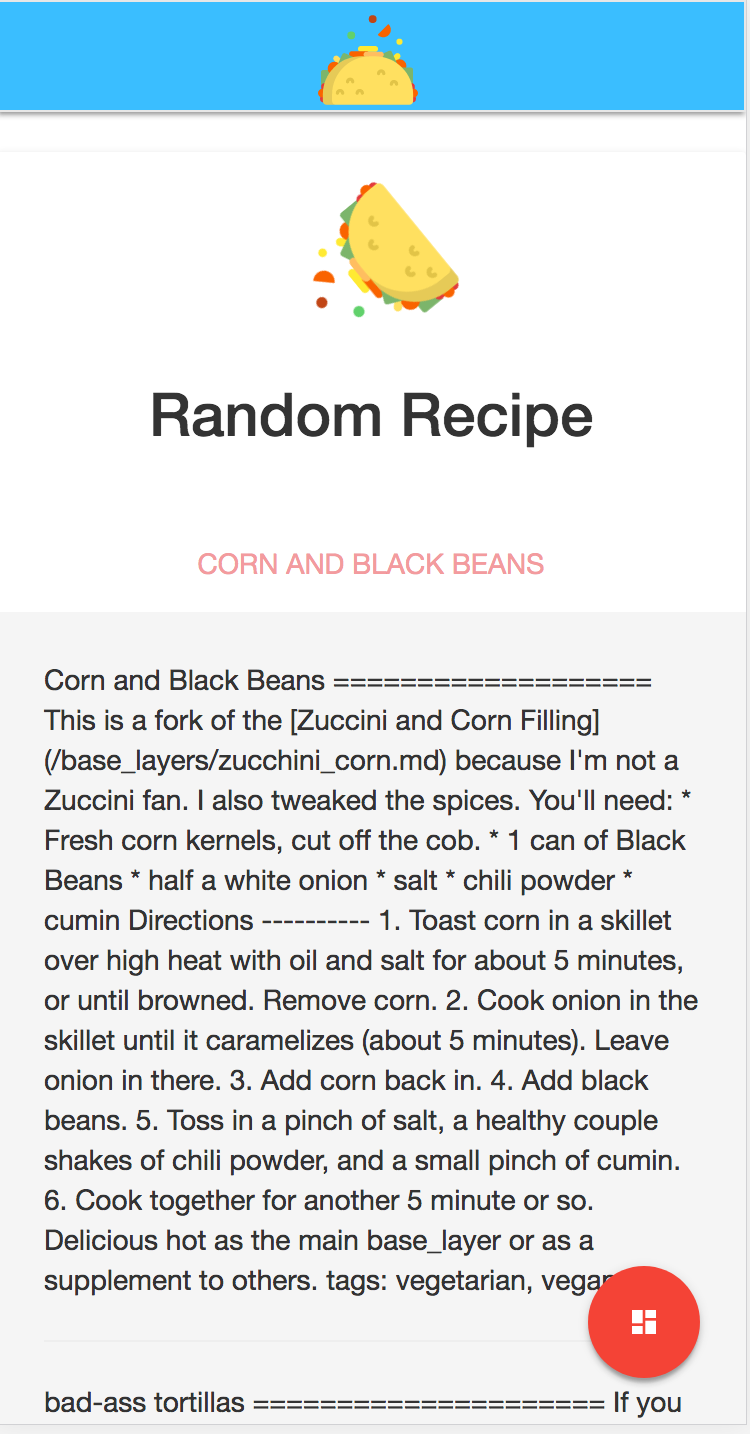 Random Recipe
CORN AND BLACK BEANS
Corn and Black Beans ===================
This is a fork of the [Zuccini and Corn Filling]
(/base_layers/zucchini_corn.md) because I'm not a
Zuccini fan. I also tweaked the spices. You'll need: *
Fresh corn kernels, cut off the cob. * 1 can of Black
Beans * half a white onion * salt * chili powder *
cumin Directions ---------- 1. Toast corn in a skillet
over high heat with oil and salt for about 5 minutes,
or until browned. Remove corn. 2. Cook onion in the
skillet until it caramelizes (about 5 minutes). Leave
onion in there. 3. Add corn back in. 4. Add black
beans. 5. Toss in a pinch of salt, a healthy couple
shakes of chili powder, and a small pinch of cumin.
6. Cook together for another 5 minute or so.
Delicious hot as the main base_layer or as a
supplement to others. tags: vegetarian, vegan
bad-ass tortillas ===================== If you